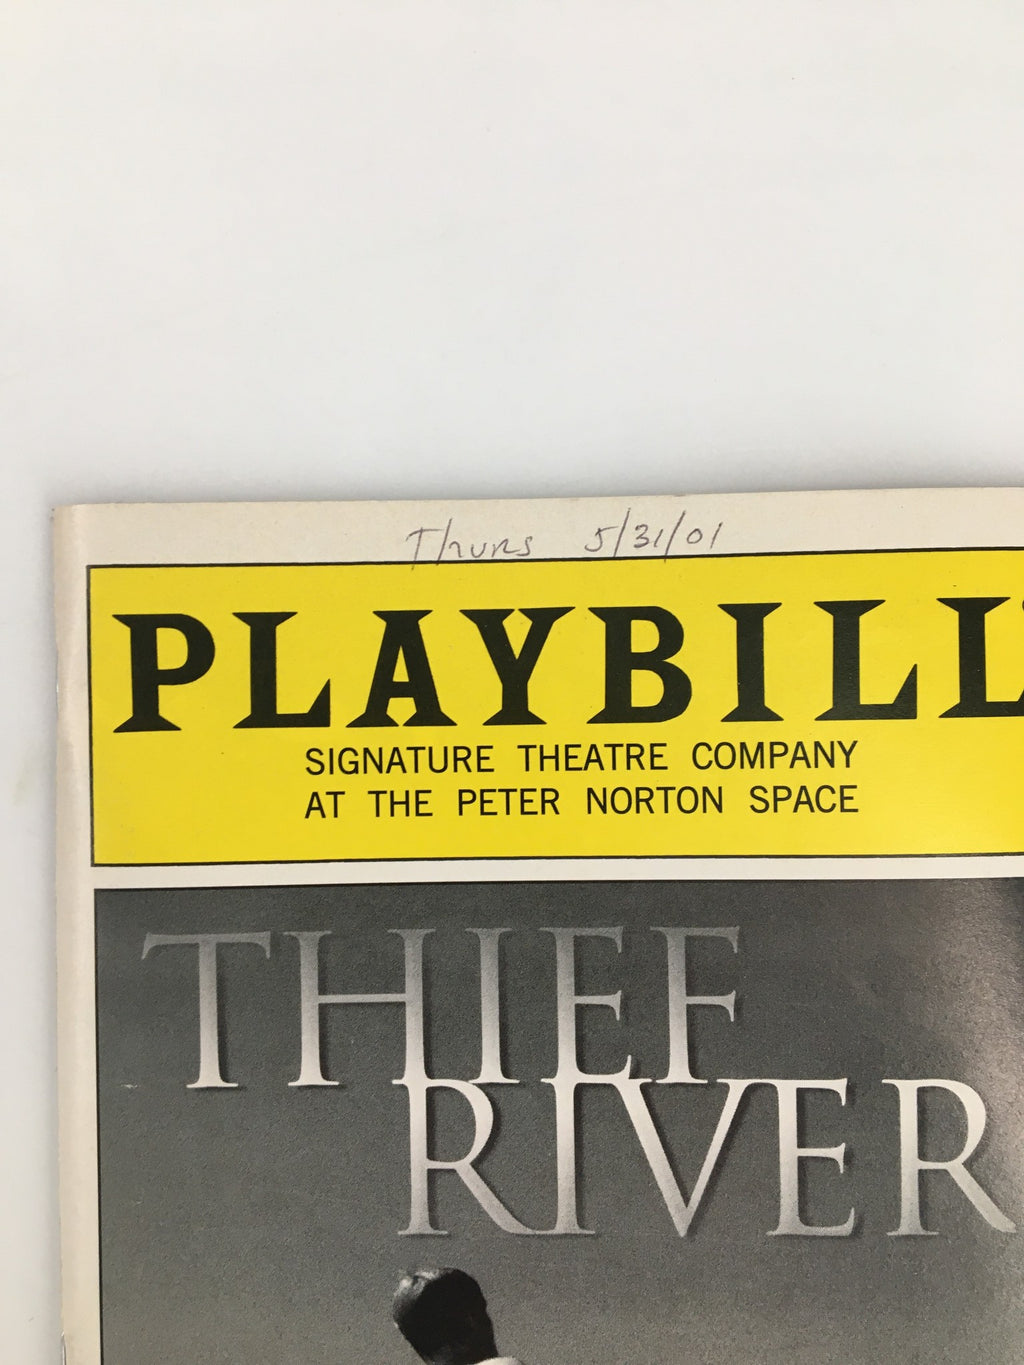 Thurs 5/31/01
PLAYBILL
SIGNATURE THEATRE COMPANY
AT THE PETER NORTON SPACE
THIEF
RIVER